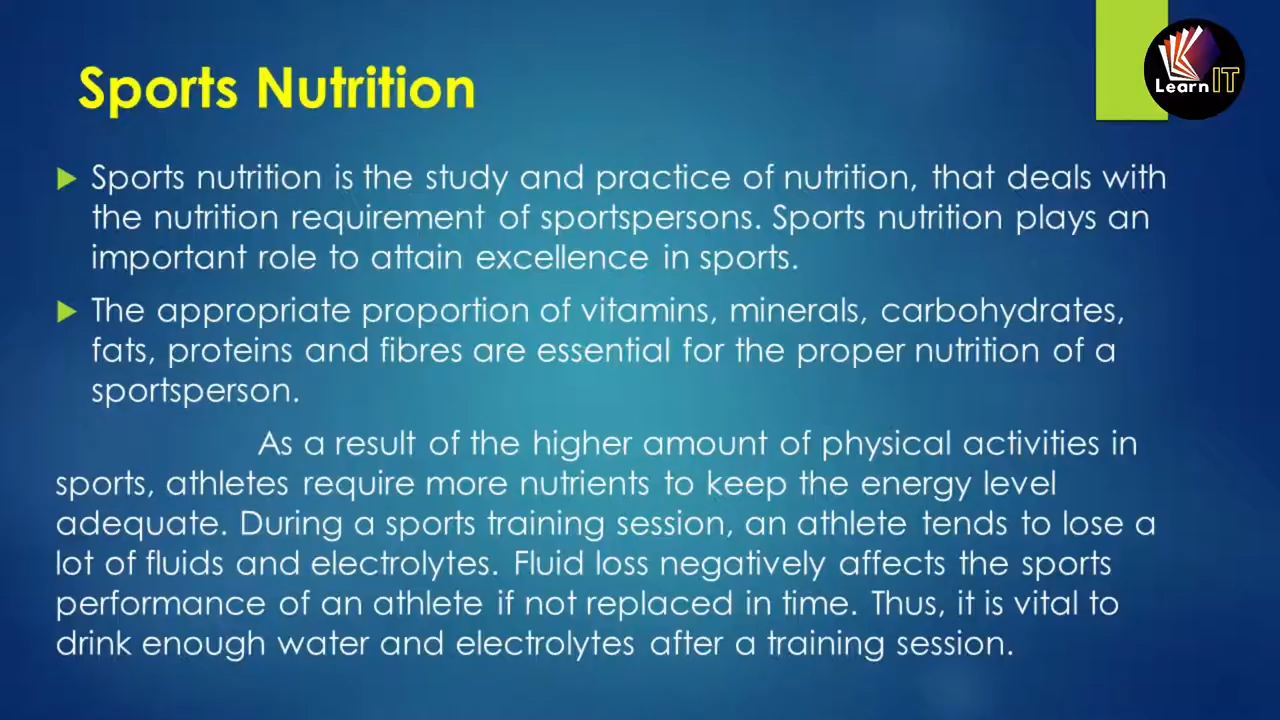 Sports Nutrition
Learn IT
Sports nutrition is the study and practice of nutrition, that deals with
the nutrition requirement of sportspersons. Sports nutrition plays an
important role to attain excellence in sports.
The appropriate proportion of vitamins, minerals, carbohydrates,
fats, proteins and fibres are essential for the proper nutrition of a
sportsperson.
As a result of the higher amount of physical activities in
sports, athletes require more nutrients to keep the energy level
adequate. During a sports training session, an athlete tends to lose a
lot of fluids and electrolytes. Fluid loss negatively affects the sports
performance of an athlete if not replaced in time. Thus, it is vital to
drink enough water and electrolytes after a training session.